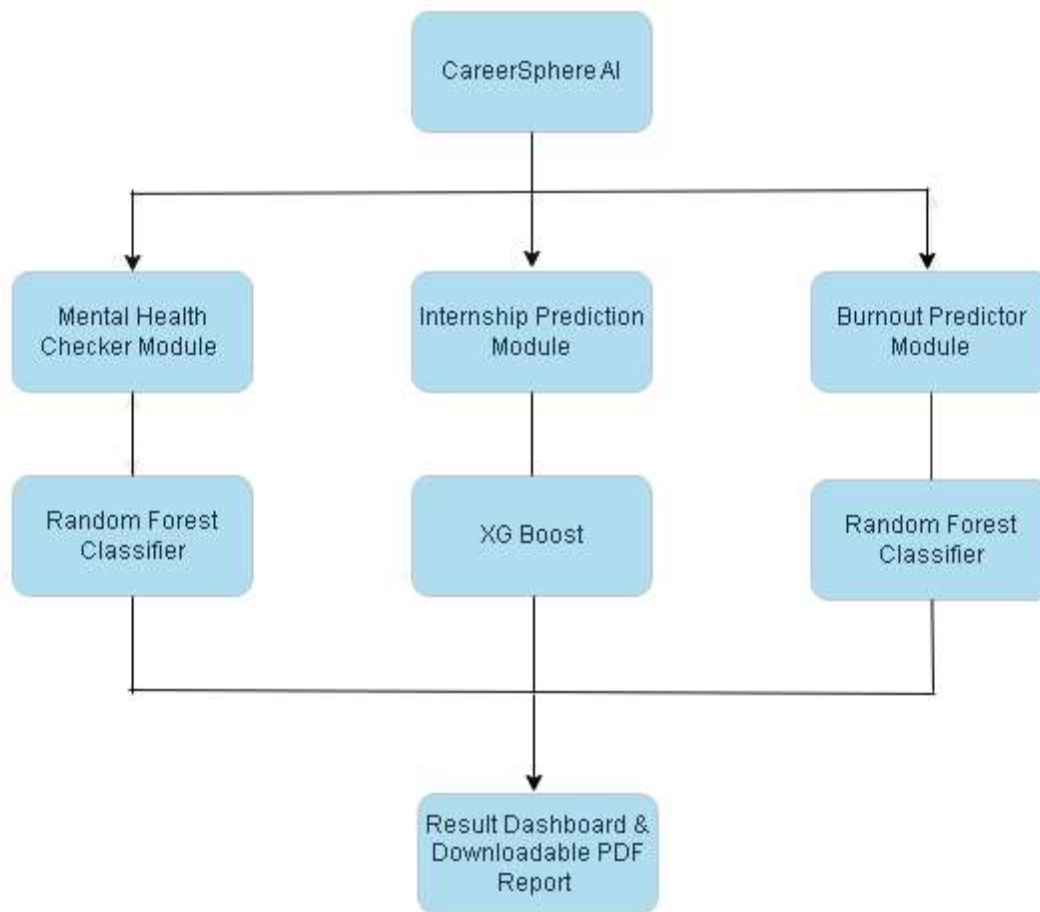 CareerSphere AI
Mental Health
Checker Module
Internship Prediction
Module
Burnout Predictor
Module
Random Forest
Classifier
XG Boost
Random Forest
Classifier
Result Dashboard &
Downloadable PDF
Report